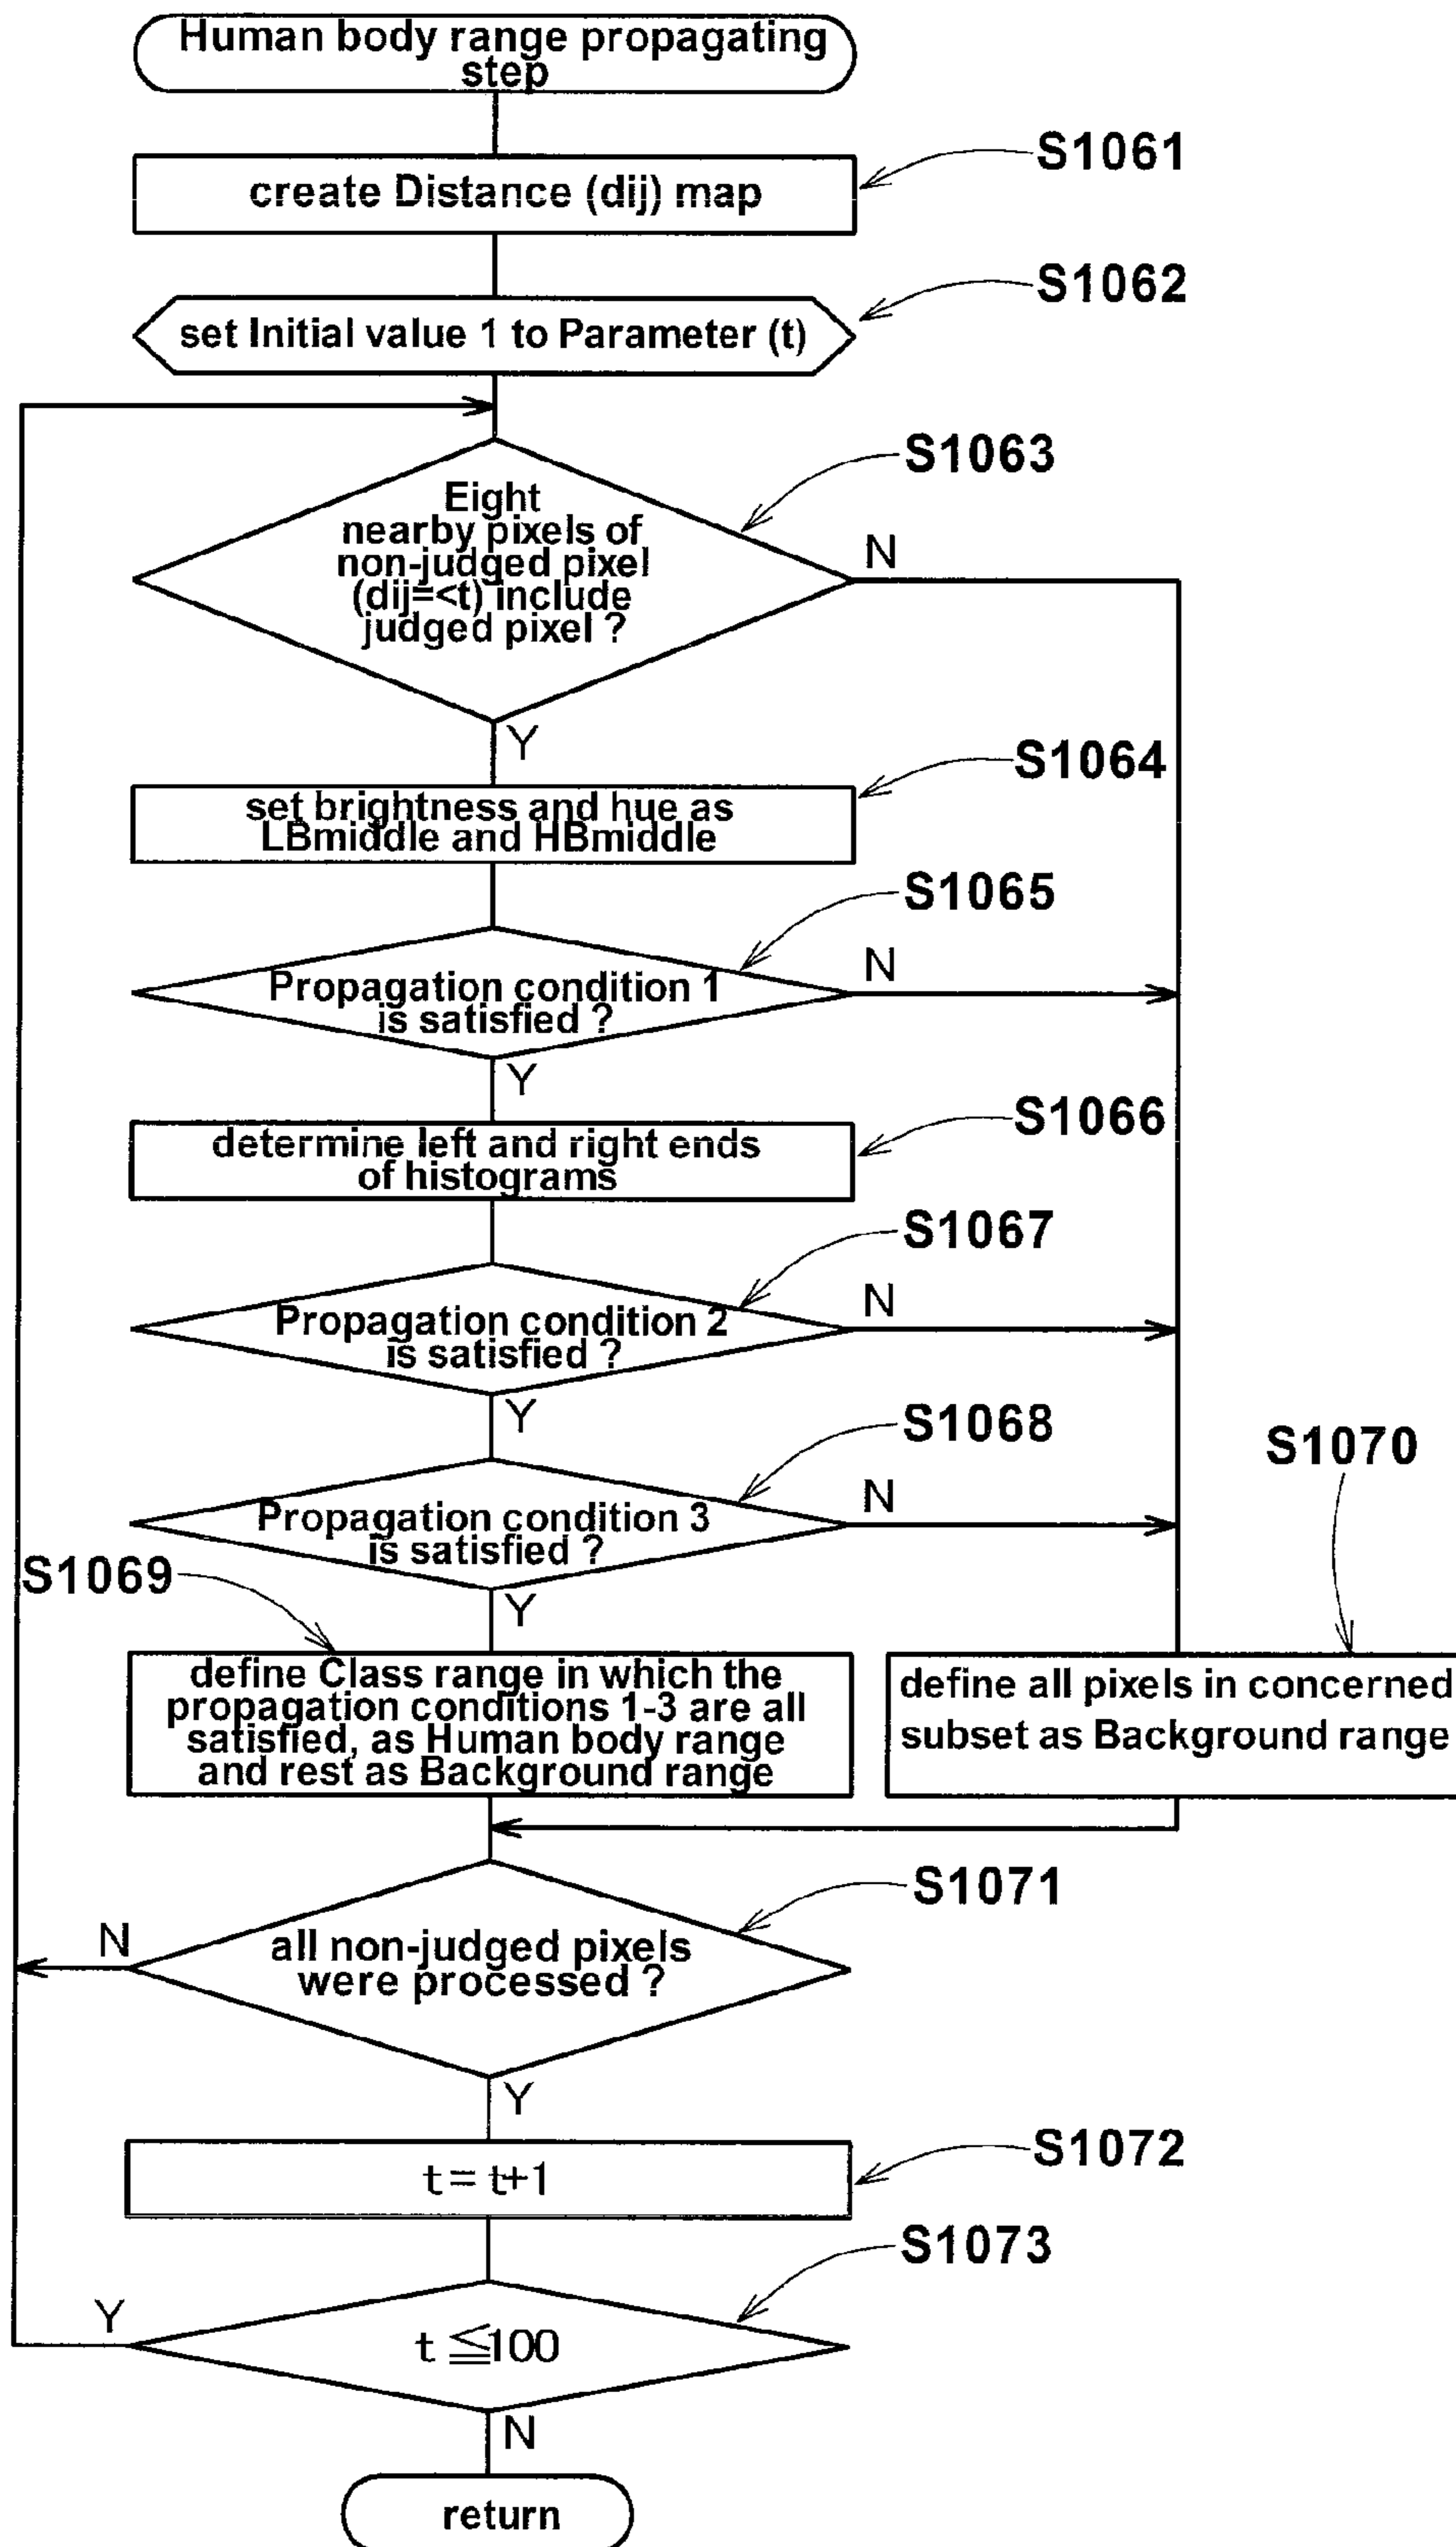 Human body range propagating
step
S1061
create Distance (dij) map
S1062
set Initial value 1 to Parameter (t)
S1063
Eight
nearby pixels of
non-judged pixel
(dij=<t) include
judged pixel ?
N
Y
S1064
set brightness and hue as
LBmiddle and HBmiddle
S1065
Propagation condition 1
is satisfied ?
N
Y
S1066
determine left and right ends
of histograms
S1067
Propagation condition 2
is satisfied ?
N
Y
S1068
Propagation condition 3
is satisfied ?
N
Y
S1069
define Class range in which the
propagation conditions 1-3 are all
satisfied, as Human body range
and rest as Background range
S1070
define all pixels in concerned
subset as Background range
S1071
all non-judged pixels
were processed ?
N
Y
S1072
t = t+1
S1073
t ≦100
Y
N
return